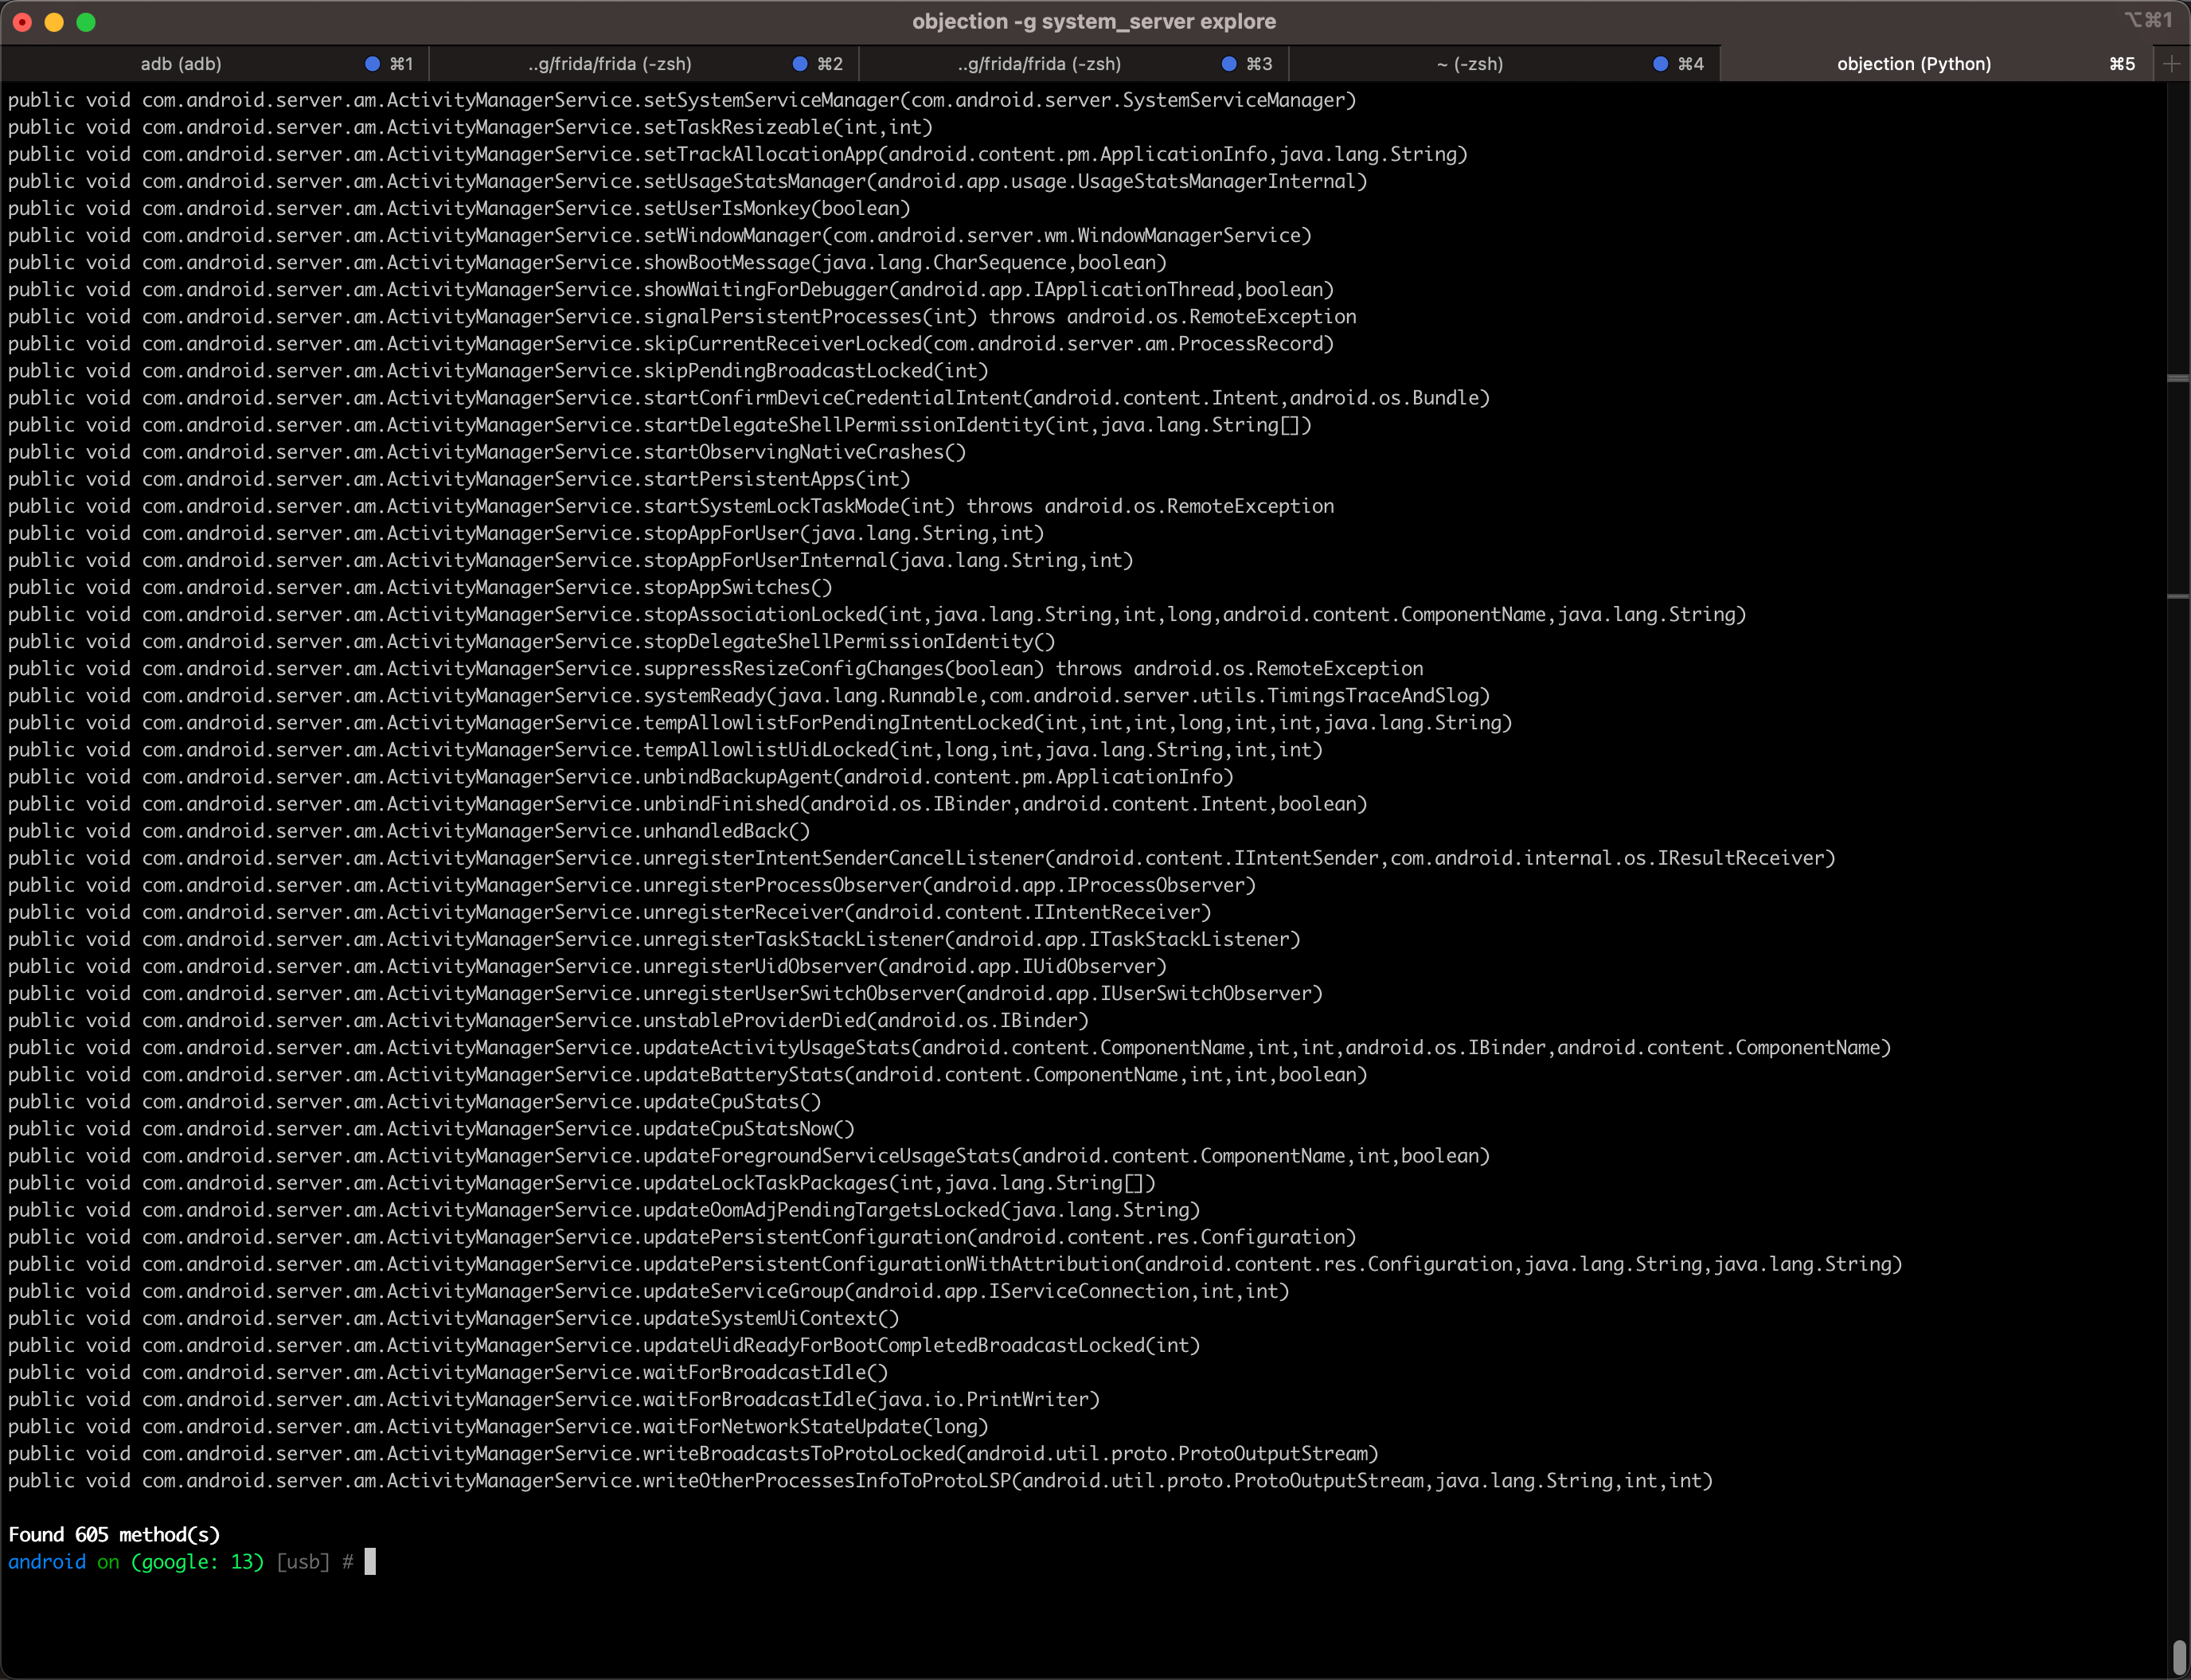 objection -g system_server explore
⌥⌘1
adb (adb) ⌘1 ..g/frida/frida (-zsh) ⌘2 ..g/frida/frida (-zsh) ⌘3 ~ (-zsh) ⌘4 objection (Python) ⌘5
public void com.android.server.am.ActivityManagerService.setSystemServiceManager(com.android.server.SystemServiceManager)
public void com.android.server.am.ActivityManagerService.setTaskResizeable(int,int)
public void com.android.server.am.ActivityManagerService.setTrackAllocationApp(android.content.pm.ApplicationInfo,java.lang.String)
public void com.android.server.am.ActivityManagerService.setUsageStatsManager(android.app.usage.UsageStatsManagerInternal)
public void com.android.server.am.ActivityManagerService.setUserIsMonkey(boolean)
public void com.android.server.am.ActivityManagerService.setWindowManager(com.android.server.wm.WindowManagerService)
public void com.android.server.am.ActivityManagerService.showBootMessage(java.lang.CharSequence,boolean)
public void com.android.server.am.ActivityManagerService.showWaitingForDebugger(android.app.IApplicationThread,boolean)
public void com.android.server.am.ActivityManagerService.signalPersistentProcesses(int) throws android.os.RemoteException
public void com.android.server.am.ActivityManagerService.skipCurrentReceiverLocked(com.android.server.am.ProcessRecord)
public void com.android.server.am.ActivityManagerService.skipPendingBroadcastLocked(int)
public void com.android.server.am.ActivityManagerService.startConfirmDeviceCredentialIntent(android.content.Intent,android.os.Bundle)
public void com.android.server.am.ActivityManagerService.startDelegateShellPermissionIdentity(int,java.lang.String[])
public void com.android.server.am.ActivityManagerService.startObservingNativeCrashes()
public void com.android.server.am.ActivityManagerService.startPersistentApps(int)
public void com.android.server.am.ActivityManagerService.startSystemLockTaskMode(int) throws android.os.RemoteException
public void com.android.server.am.ActivityManagerService.stopAppForUser(java.lang.String,int)
public void com.android.server.am.ActivityManagerService.stopAppForUserInternal(java.lang.String,int)
public void com.android.server.am.ActivityManagerService.stopAppSwitches()
public void com.android.server.am.ActivityManagerService.stopAssociationLocked(int,java.lang.String,int,long,android.content.ComponentName,java.lang.String)
public void com.android.server.am.ActivityManagerService.stopDelegateShellPermissionIdentity()
public void com.android.server.am.ActivityManagerService.suppressResizeConfigChanges(boolean) throws android.os.RemoteException
public void com.android.server.am.ActivityManagerService.systemReady(java.lang.Runnable,com.android.server.utils.TimingsTraceAndSlog)
public void com.android.server.am.ActivityManagerService.tempAllowlistForPendingIntentLocked(int,int,int,long,int,int,java.lang.String)
public void com.android.server.am.ActivityManagerService.tempAllowlistUidLocked(int,long,int,java.lang.String,int,int)
public void com.android.server.am.ActivityManagerService.unbindBackupAgent(android.content.pm.ApplicationInfo)
public void com.android.server.am.ActivityManagerService.unbindFinished(android.os.IBinder,android.content.Intent,boolean)
public void com.android.server.am.ActivityManagerService.unhandledBack()
public void com.android.server.am.ActivityManagerService.unregisterIntentSenderCancelListener(android.content.IIntentSender,com.android.internal.os.IResultReceiver)
public void com.android.server.am.ActivityManagerService.unregisterProcessObserver(android.app.IProcessObserver)
public void com.android.server.am.ActivityManagerService.unregisterReceiver(android.content.IIntentReceiver)
public void com.android.server.am.ActivityManagerService.unregisterTaskStackListener(android.app.ITaskStackListener)
public void com.android.server.am.ActivityManagerService.unregisterUidObserver(android.app.IUidObserver)
public void com.android.server.am.ActivityManagerService.unregisterUserSwitchObserver(android.app.IUserSwitchObserver)
public void com.android.server.am.ActivityManagerService.unstableProviderDied(android.os.IBinder)
public void com.android.server.am.ActivityManagerService.updateActivityUsageStats(android.content.ComponentName,int,int,android.os.IBinder,android.content.ComponentName)
public void com.android.server.am.ActivityManagerService.updateBatteryStats(android.content.ComponentName,int,int,boolean)
public void com.android.server.am.ActivityManagerService.updateCpuStats()
public void com.android.server.am.ActivityManagerService.updateCpuStatsNow()
public void com.android.server.am.ActivityManagerService.updateForegroundServiceUsageStats(android.content.ComponentName,int,boolean)
public void com.android.server.am.ActivityManagerService.updateLockTaskPackages(int,java.lang.String[])
public void com.android.server.am.ActivityManagerService.updateOomAdjPendingTargetsLocked(java.lang.String)
public void com.android.server.am.ActivityManagerService.updatePersistentConfiguration(android.content.res.Configuration)
public void com.android.server.am.ActivityManagerService.updatePersistentConfigurationWithAttribution(android.content.res.Configuration,java.lang.String,java.lang.String)
public void com.android.server.am.ActivityManagerService.updateServiceGroup(android.app.IServiceConnection,int,int)
public void com.android.server.am.ActivityManagerService.updateSystemUiContext()
public void com.android.server.am.ActivityManagerService.updateUidReadyForBootCompletedBroadcastLocked(int)
public void com.android.server.am.ActivityManagerService.waitForBroadcastIdle()
public void com.android.server.am.ActivityManagerService.waitForBroadcastIdle(java.io.PrintWriter)
public void com.android.server.am.ActivityManagerService.waitForNetworkStateUpdate(long)
public void com.android.server.am.ActivityManagerService.writeBroadcastsToProtoLocked(android.util.proto.ProtoOutputStream)
public void com.android.server.am.ActivityManagerService.writeOtherProcessesInfoToProtoLSP(android.util.proto.ProtoOutputStream,java.lang.String,int,int)
Found 605 method(s)
android on (google: 13) [usb] #